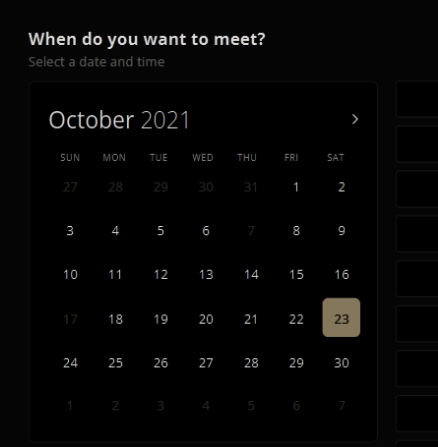 When do you want to meet?
Select a date and time
October 2021 >
SUN MON TUE WED THU FRI SAT
27 28 29 30 31 1 2
3 4 5 6 7 8 9
10 11 12 13 14 15 16
17 18 19 20 21 22 23
24 25 26 27 28 29 30
1 2 3 4 5 6 7